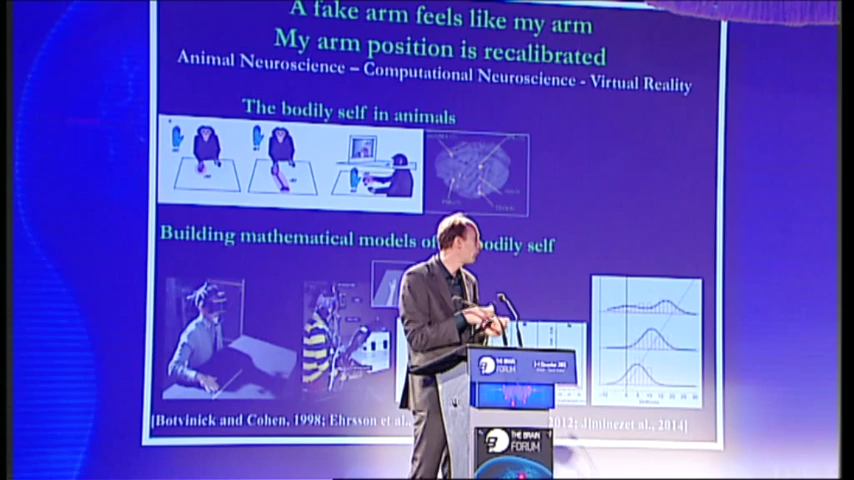 A fake arm feels like my arm
My arm position is recalibrated
Animal Neuroscience – Computational Neuroscience - Virtual Reality
The bodily self in animals
Building mathematical models of bodily self
[Botvinick and Cohen, 1998; Ehrsson et al., 2012; et al., 2014]
THE BRAIN
FORUM
THE BRAIN
FORUM